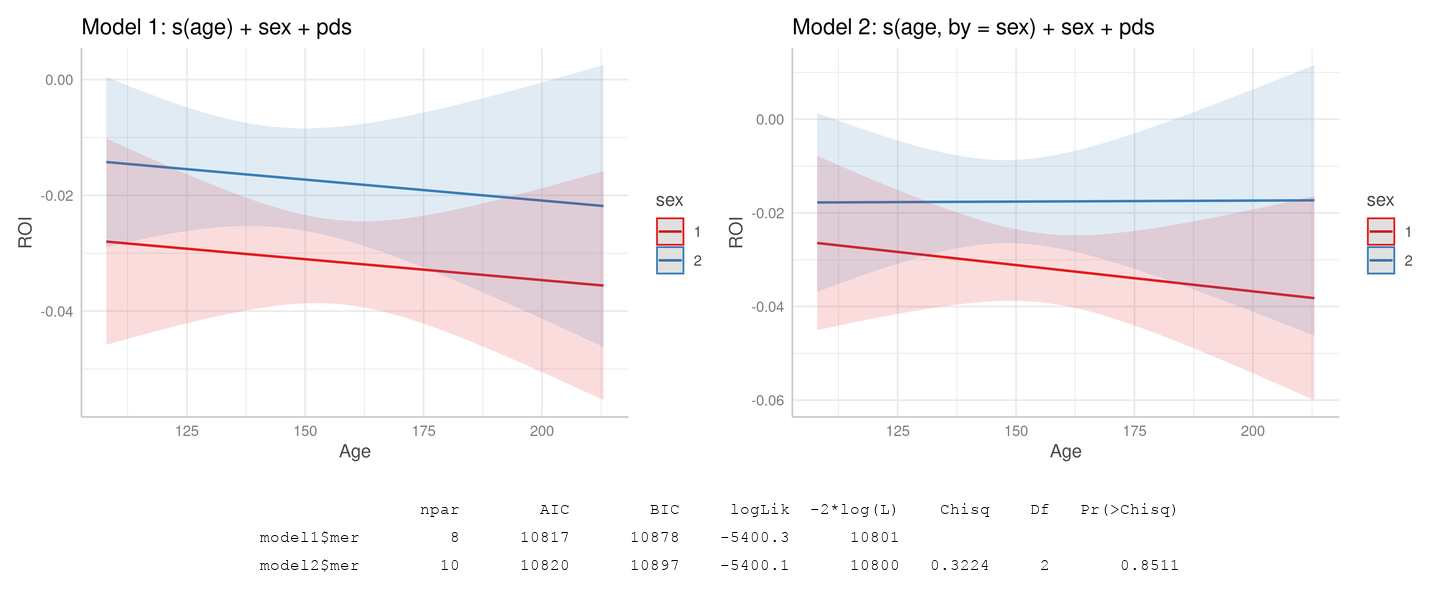 Model 1: s(age) + sex + pds
0.00
-0.02
-0.04
ROI
125 150 175 200
Age
sex
1
2
Model 2: s(age, by = sex) + sex + pds
0.00
-0.02
-0.04
-0.06
ROI
125 150 175 200
Age
sex
1
2
npar AIC BIC logLik -2*log(L) Chisq Df Pr(>Chisq)
model1$mer 8 10817 10878 -5400.3 10801
model2$mer 10 10820 10897 -5400.1 10800 0.3224 2 0.8511